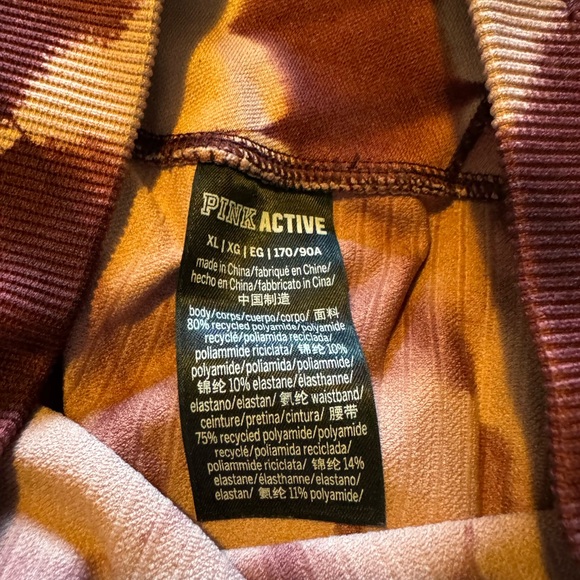 PINK ACTIVE
XL | XG | EG | 170/90A
made in China/fabriqué en Chine/
hecho en China/fabbricato in Cina/
中国制造
body/corps/cuerpo/corpo/ 面料
80% recycled polyamide/polyamide
recyclé/poliamida reciclada/
poliammide riciclata/ 锦纶 10%
polyamide/poliamida/poliammide/
锦纶 10% elastane/élasthanne/
elastano/elastan/ 氨纶 waistband/
ceinture/pretina/cintura/ 腰带
75% recycled polyamide/polyamide
recyclé/poliamida reciclada/
poliammide riciclata/ 锦纶 14%
elastane/élasthanne/elastano/
elastan/ 氨纶 11% polyamide/